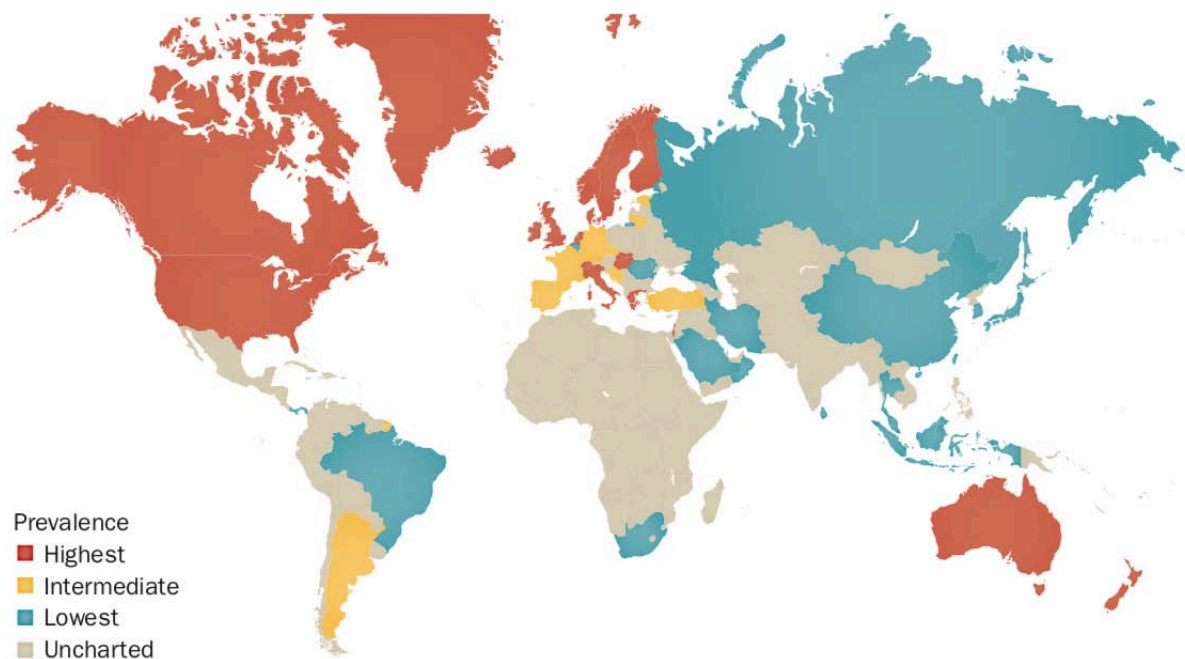 Prevalence
Highest
Intermediate
Lowest
Uncharted